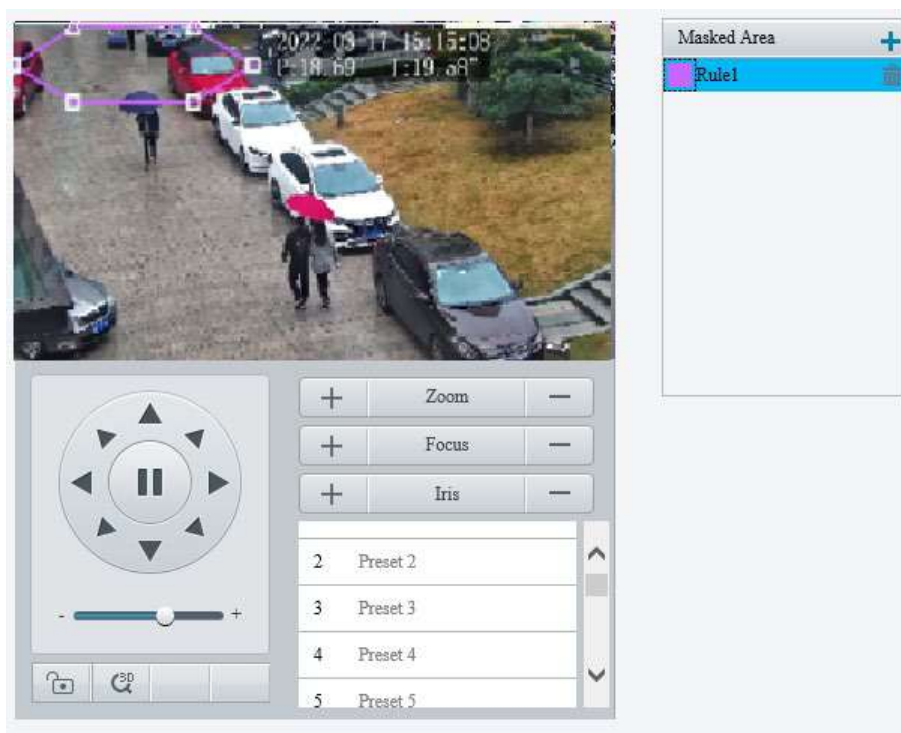 2022-03-17 15:15:08
Masked Area
Rule1
Zoom
Focus
Iris
2 Preset 2
3 Preset 3
4 Preset 4
5 Preset 5
- +
3D